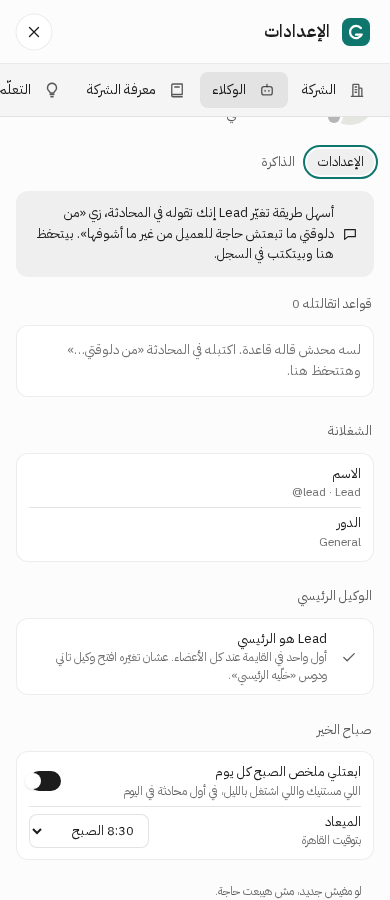 الإعدادات
الشركة
الوكلاء
معرفة الشركة
الإعدادات
الذاكرة
أسهل طريقة تغيّر Lead إنك تقوله في المحادثة، زي «من
دلوقتي ما تبعتش حاجة للعميل من غير ما أشوفها». بيتحفظ
هنا وبيتكتب في السجل.
قواعد اتقالتله 0
لسه محدش قاله قاعدة. اكتبله في المحادثة «من دلوقتي…»
وهتتحفظ هنا.
الشغلانة
الاسم
@lead · Lead
الدور
General
الوكيل الرئيسي
Lead هو الرئيسي
أول واحد في القايمة عند كل الأعضاء. عشان تغيّره افتح وكيل تاني
ودوس «خلّيه الرئيسي».
صباح الخير
ابعتلي ملخص الصبح كل يوم
اللي مستنيك واللي اشتغل بالليل، في أول محادثة في اليوم
الميعاد
8:30 الصبح
بتوقيت القاهرة
لو مفيش جديد، مش هيبعت حاجة.